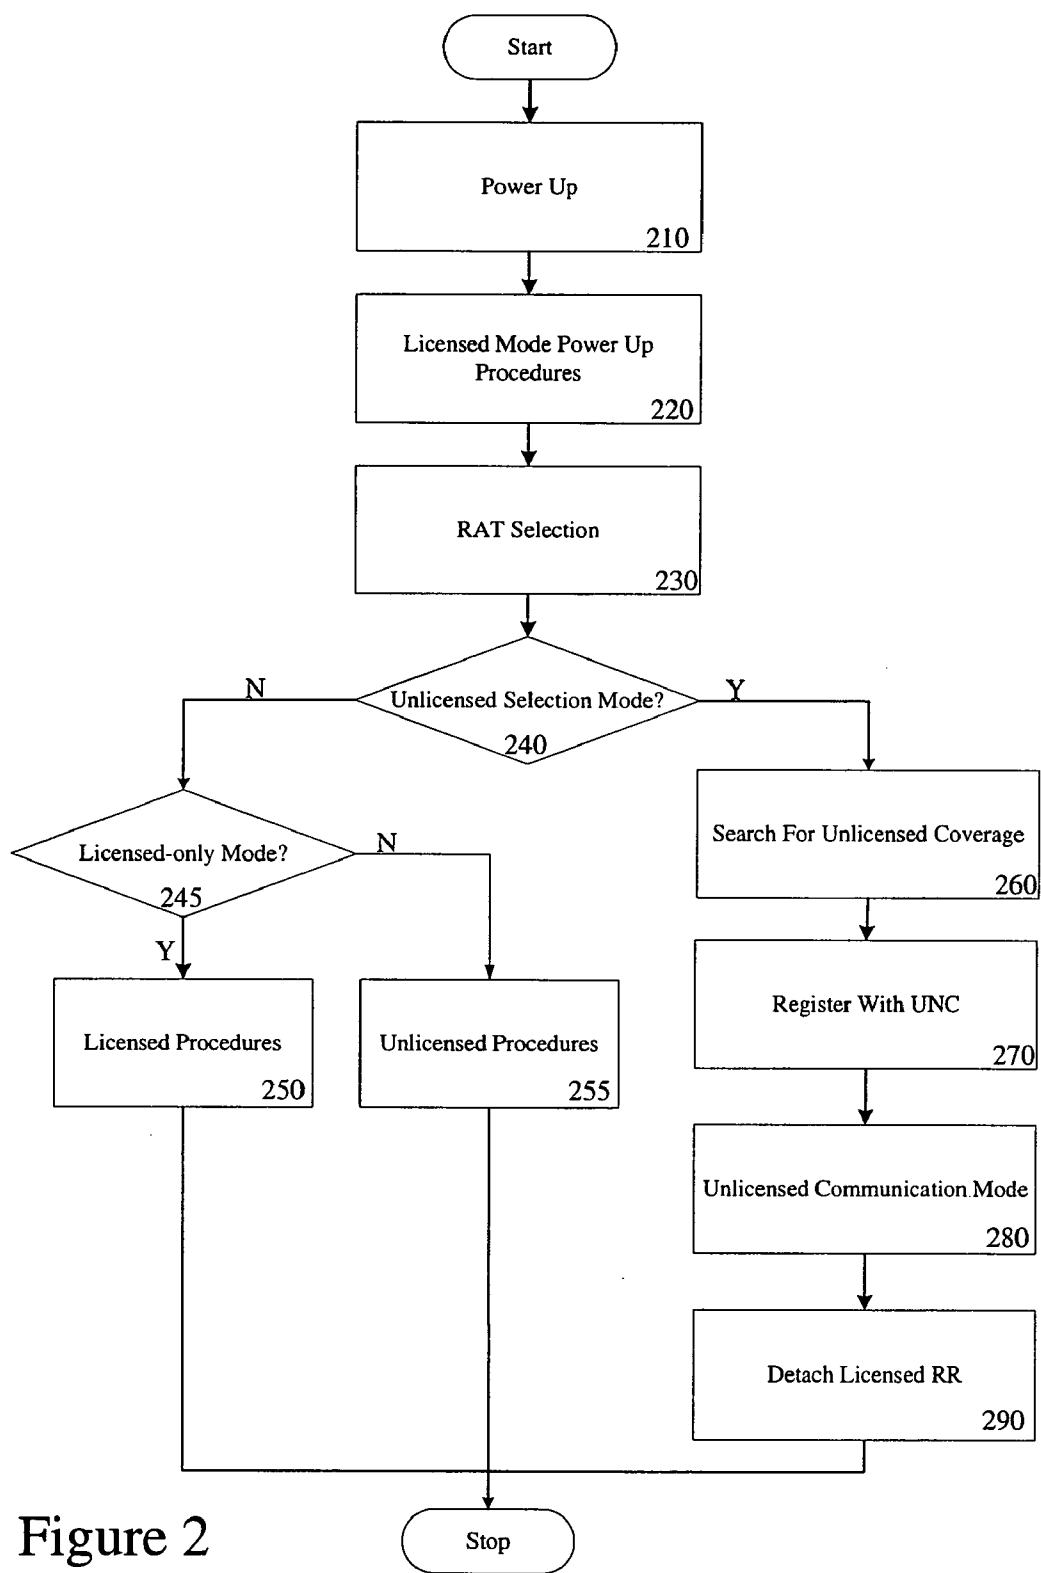 Start
Power Up
210
Licensed Mode Power Up
Procedures
220
RAT Selection
230
N
Unlicensed Selection Mode?
Y
240
Search For Unlicensed Coverage
260
Licensed-only Mode?
N
245
Y
Register With UNC
270
Licensed Procedures
250
Unlicensed Procedures
255
Unlicensed Communication Mode
280
Detach Licensed RR
290
Stop
Figure 2